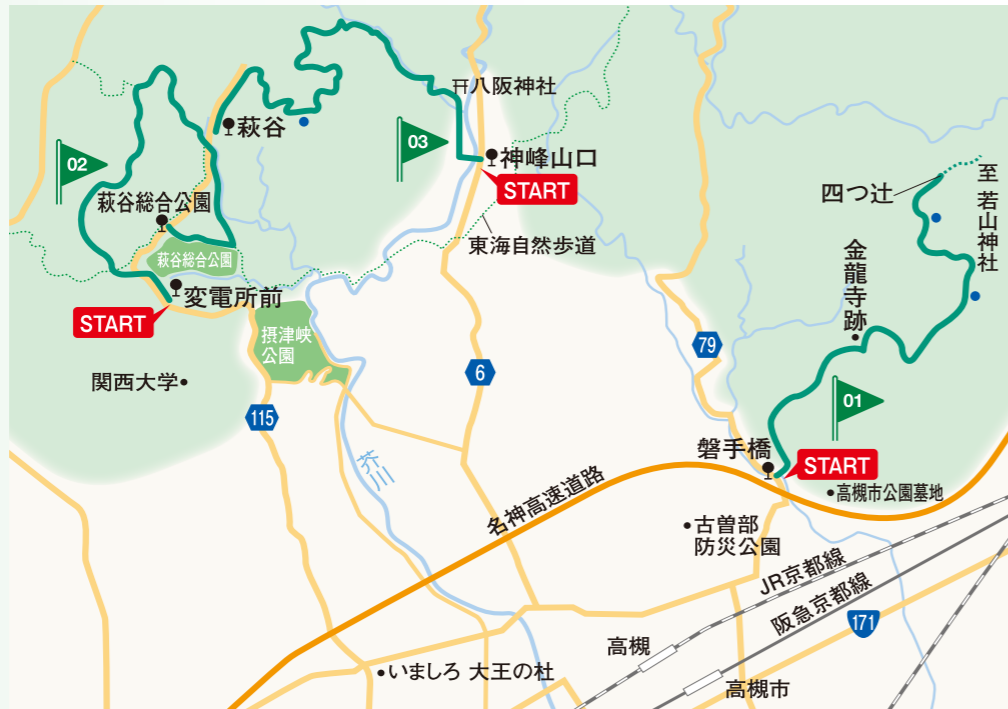 八阪神社
萩谷
03
神峰山口
START
02
四つ辻
至 若山神社
萩谷総合公園
萩谷総合公園
東海自然歩道
金龍寺跡
変電所前
START
摂津峡
公園
79
6
関西大学
01
115
磐手橋
START
芥川
高槻市公園墓地
名神高速道路
古曽部
防災公園
JR京都線
阪急京都線
171
高槻
いましろ 大王の杜
高槻市